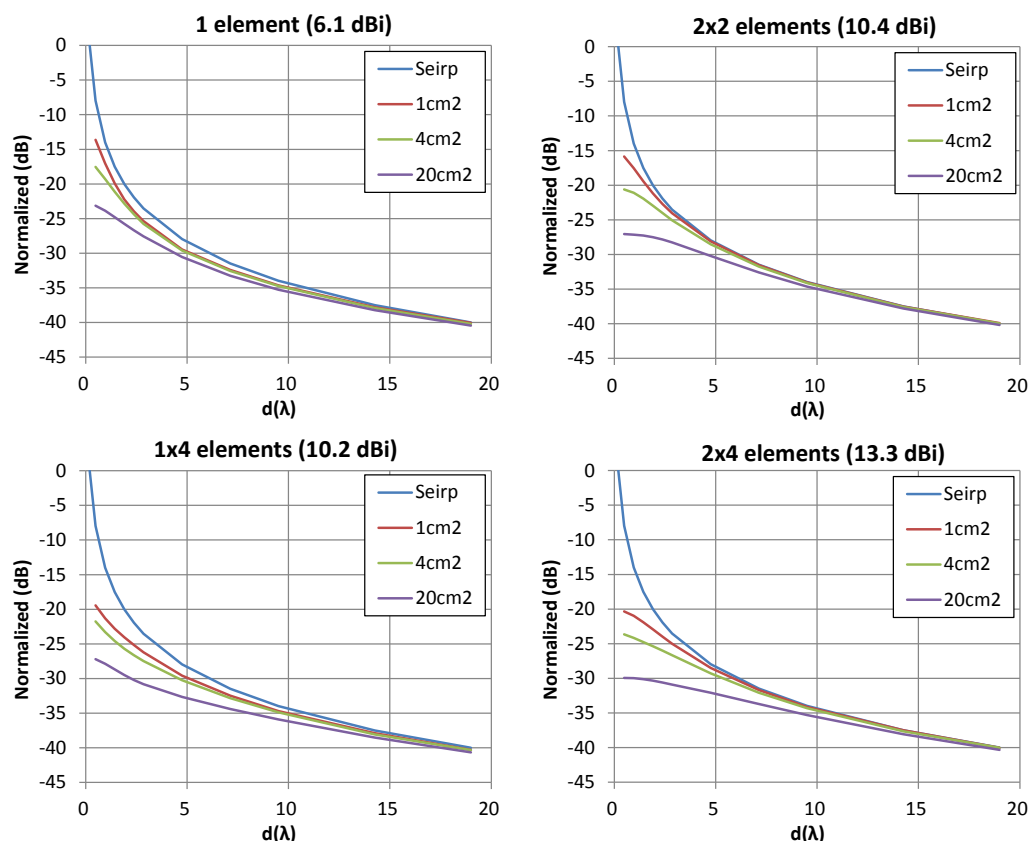 1 element (6.1 dBi)
Normalized (dB)
0
-5
-10
-15
-20
-25
-30
-35
-40
-45
Seirp
1cm2
4cm2
20cm2
0 5 10 15 20
d(λ)
2x2 elements (10.4 dBi)
Normalized (dB)
0
-5
-10
-15
-20
-25
-30
-35
-40
-45
Seirp
1cm2
4cm2
20cm2
0 5 10 15 20
d(λ)
1x4 elements (10.2 dBi)
Normalized (dB)
0
-5
-10
-15
-20
-25
-30
-35
-40
-45
Seirp
1cm2
4cm2
20cm2
0 5 10 15 20
d(λ)
2x4 elements (13.3 dBi)
Normalized (dB)
0
-5
-10
-15
-20
-25
-30
-35
-40
-45
Seirp
1cm2
4cm2
20cm2
0 5 10 15 20
d(λ)